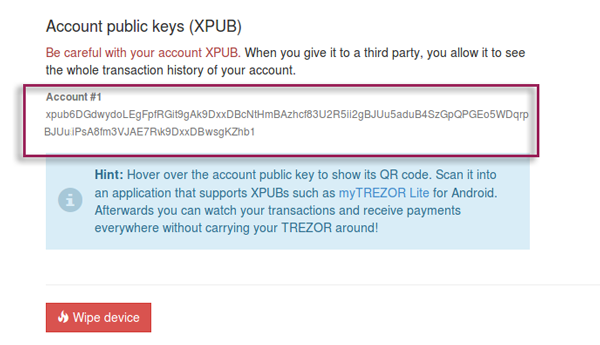 Account public keys (XPUB)
Be careful with your account XPUB. When you give it to a third party, you allow it to see
the whole transaction history of your account.
Account #1
xpub6DGdwydoLEgFpfRGit9gAk9DxxDBcNtHmBAzhcf83U2R5ii2gBJUu5aduB4SzGpQPGEo5WDqrp
BJUu.iPsA8fm3VJAE7Rvk9DxxDBwsgKZhb1
Hint: Hover over the account public key to show its QR code. Scan it into
an application that supports XPUBs such as myTREZOR Lite for Android.
Afterwards you can watch your transactions and receive payments
everywhere without carrying your TREZOR around!
Wipe device